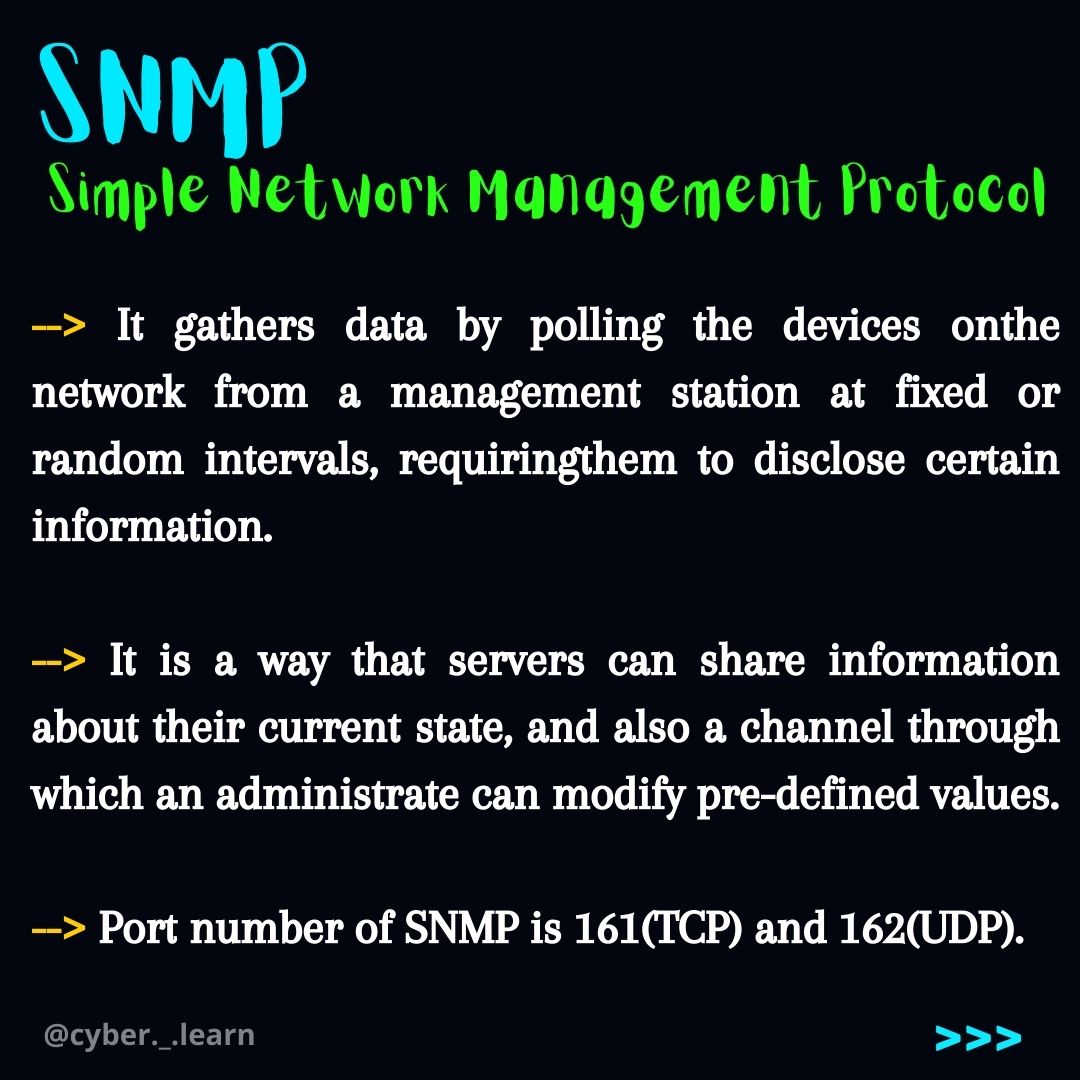 SNMP
Simple Network Management Protocol
--> It gathers data by polling the devices onthe
network from a management station at fixed or
random intervals, requiringthem to disclose certain
information.
--> It is a way that servers can share information
about their current state, and also a channel through
which an administrate can modify pre-defined values.
--> Port number of SNMP is 161(TCP) and 162(UDP).
@cyber._.learn
>>>